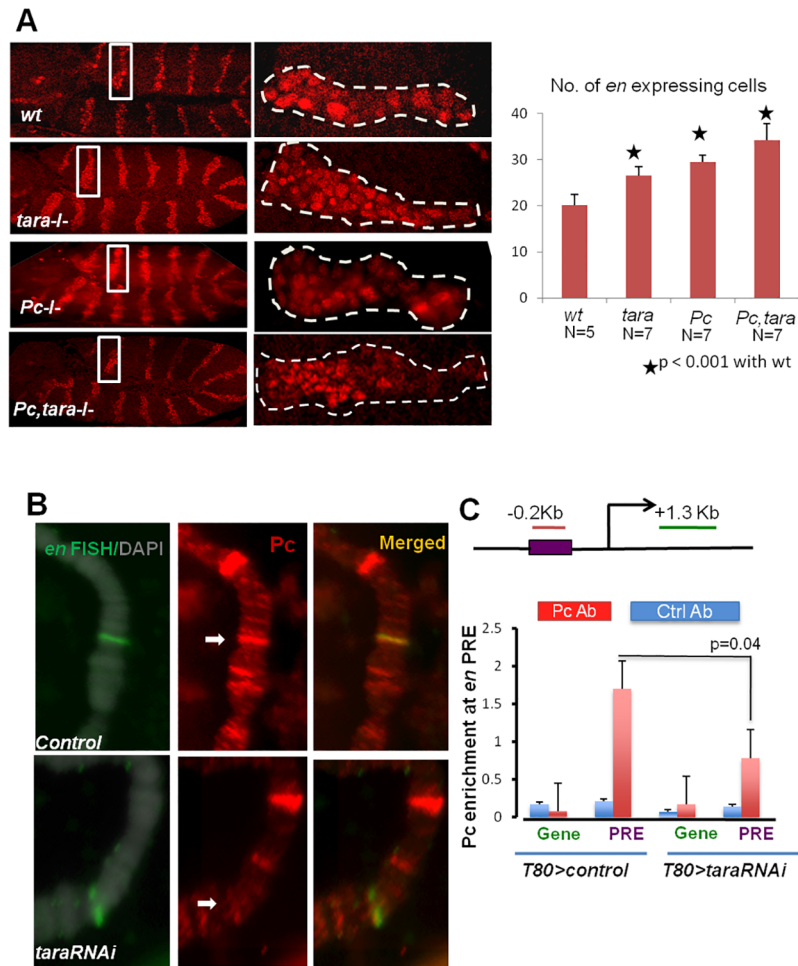 A
wt
tara-l-
Pc-l-
Pc,tara-l-
No. of en expressing cells
40
30
20
10
0
wt
N=5
tara
N=7
Pc
N=7
Pc,tara
N=7
★p < 0.001 with wt
B
en FISH/DAPI
Pc
Merged
Control
taraRNAi
C
-0.2Kb
+1.3 Kb
Pc Ab
Ctrl Ab
Pc enrichment at en PRE
2.5
2
1.5
1
0.5
0
p=0.04
Gene
PRE
Gene
PRE
T80>control
T80>taraRNAi